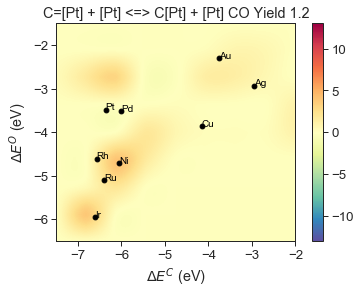 C=[Pt] + [Pt] <=> C[Pt] + [Pt] CO Yield 1.2
−2
−3
−4
−5
−6
ΔE^O (eV)
Au
Ag
Pt
Pd
Cu
Rh
Ni
Ru
Ir
−7
−6
−5
−4
−3
−2
ΔE^C (eV)
10
5
0
−5
−10